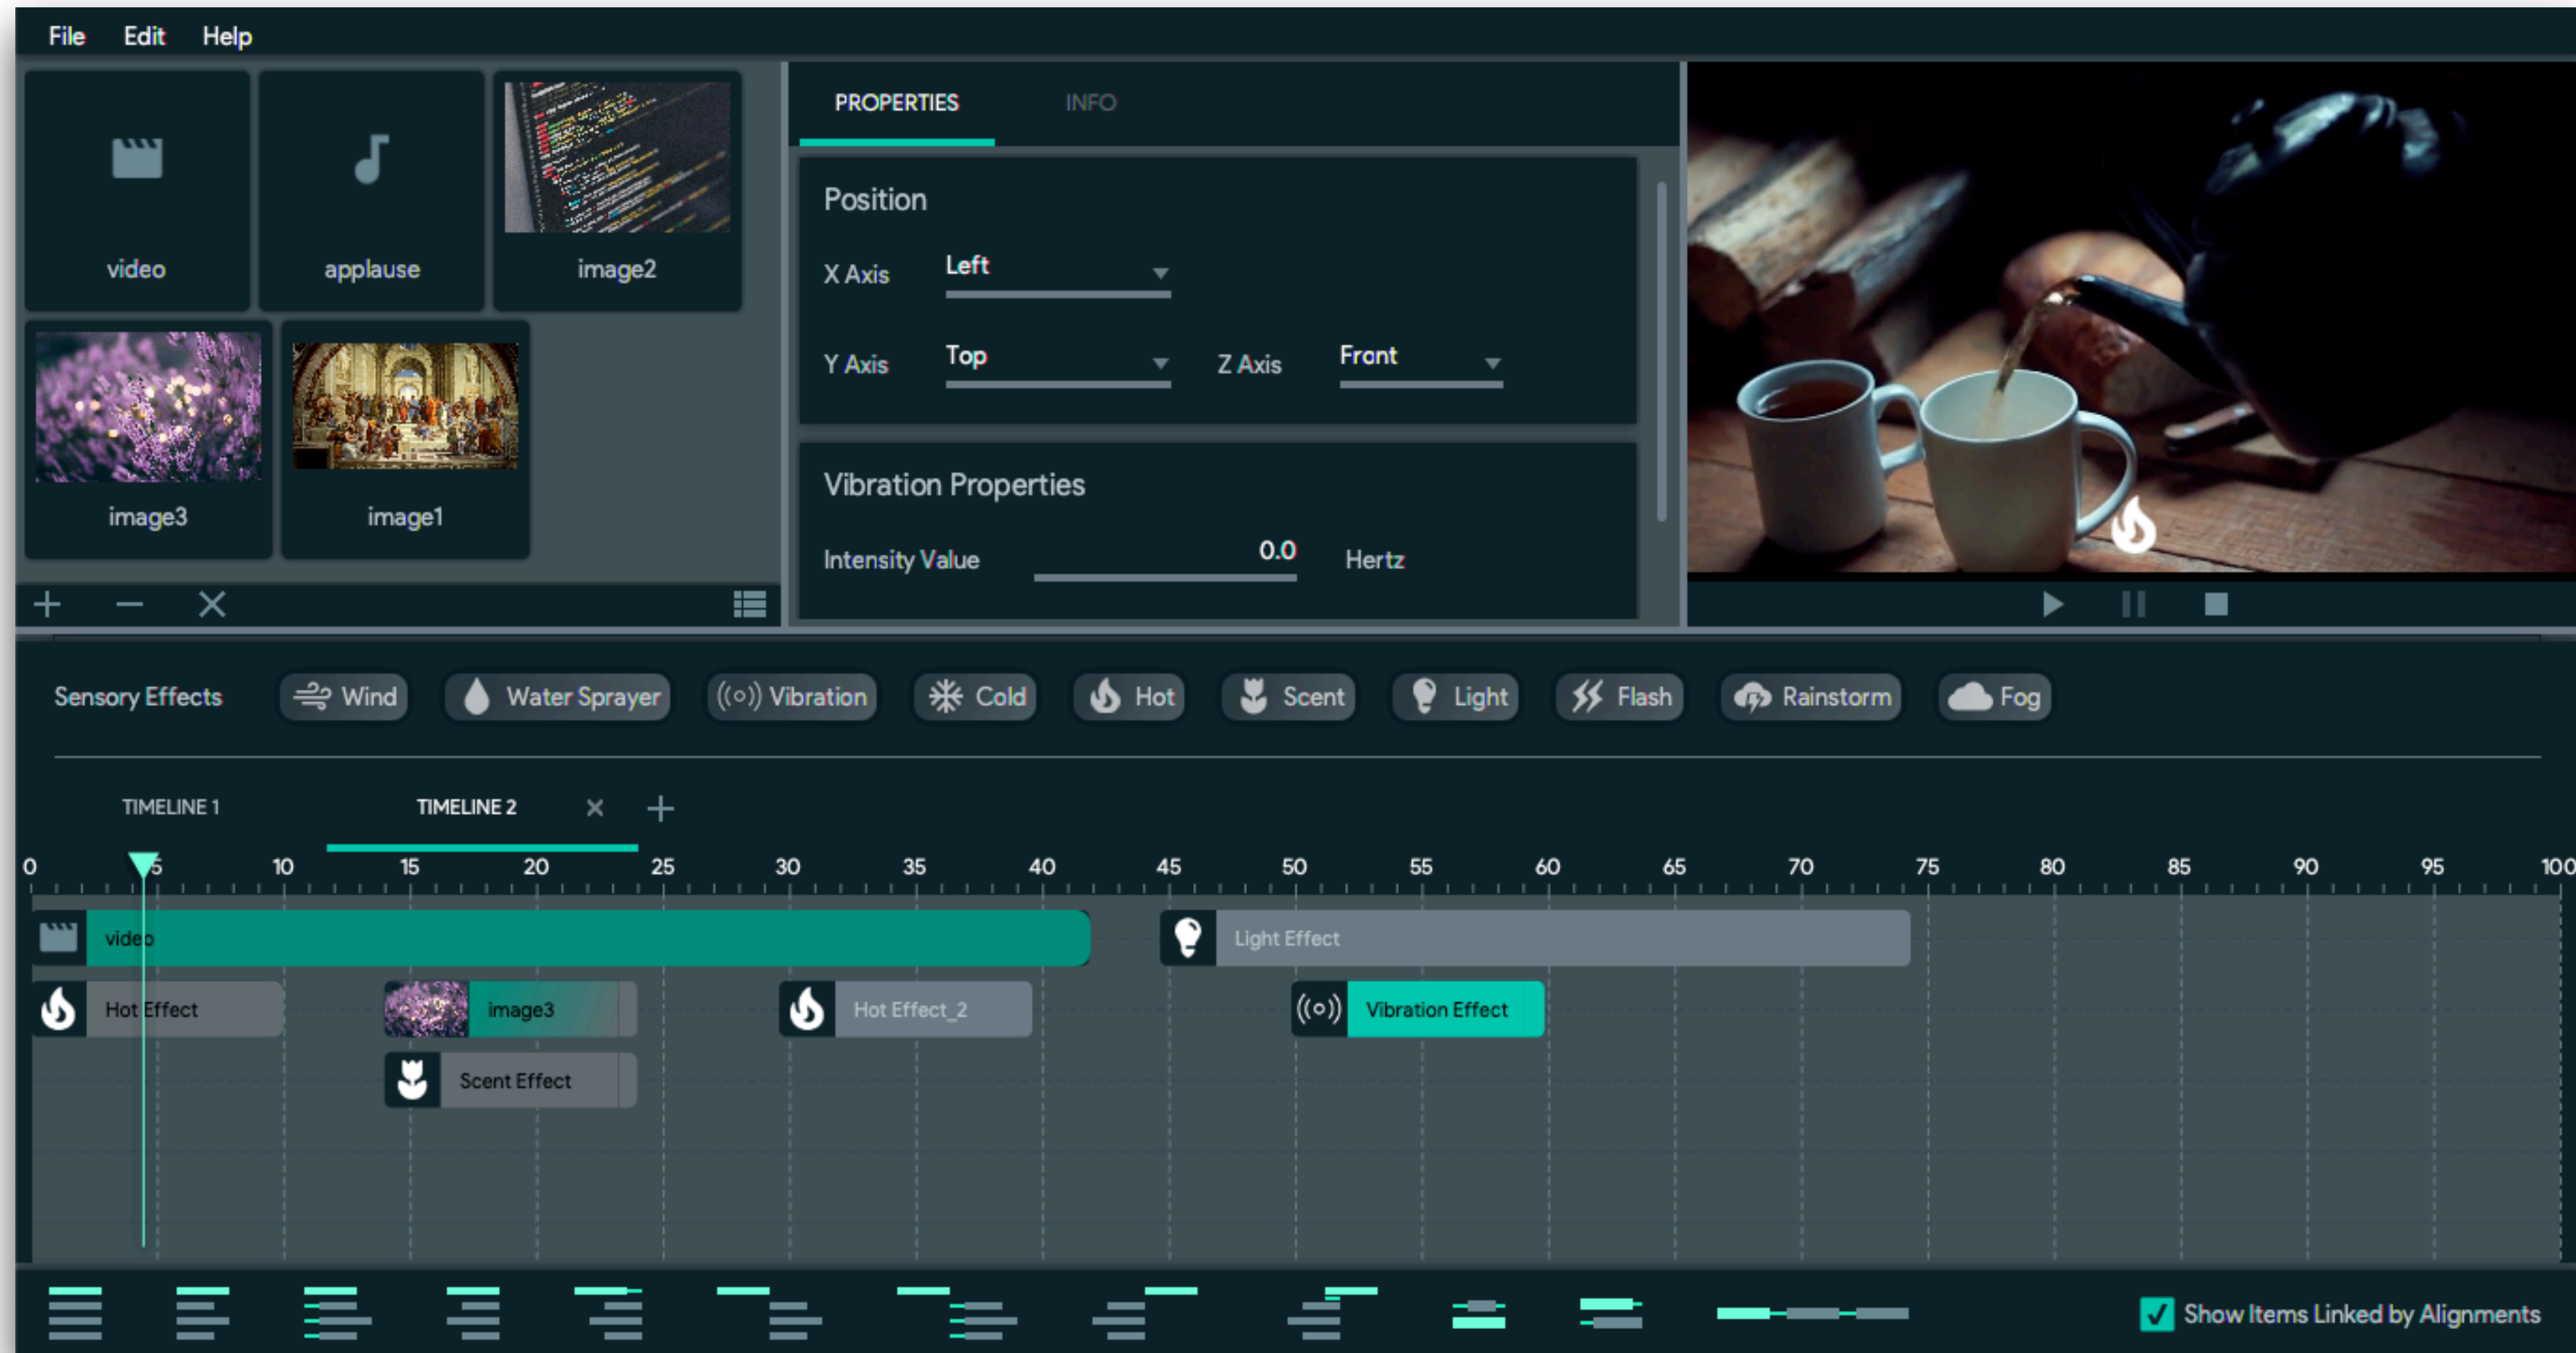 File Edit Help
video
applause
image2
image3
image1
PROPERTIES INFO
Position
X Axis Left
Y Axis Top Z Axis Front
Vibration Properties
Intensity Value 0.0 Hertz
Sensory Effects Wind Water Sprayer Vibration Cold Hot Scent Light Flash Rainstorm Fog
TIMELINE 1 TIMELINE 2
0 5 10 15 20 25 30 35 40 45 50 55 60 65 70 75 80 85 90 95 100
video Light Effect
Hot Effect image3 Hot Effect_2 Vibration Effect
Scent Effect
Show Items Linked by Alignments